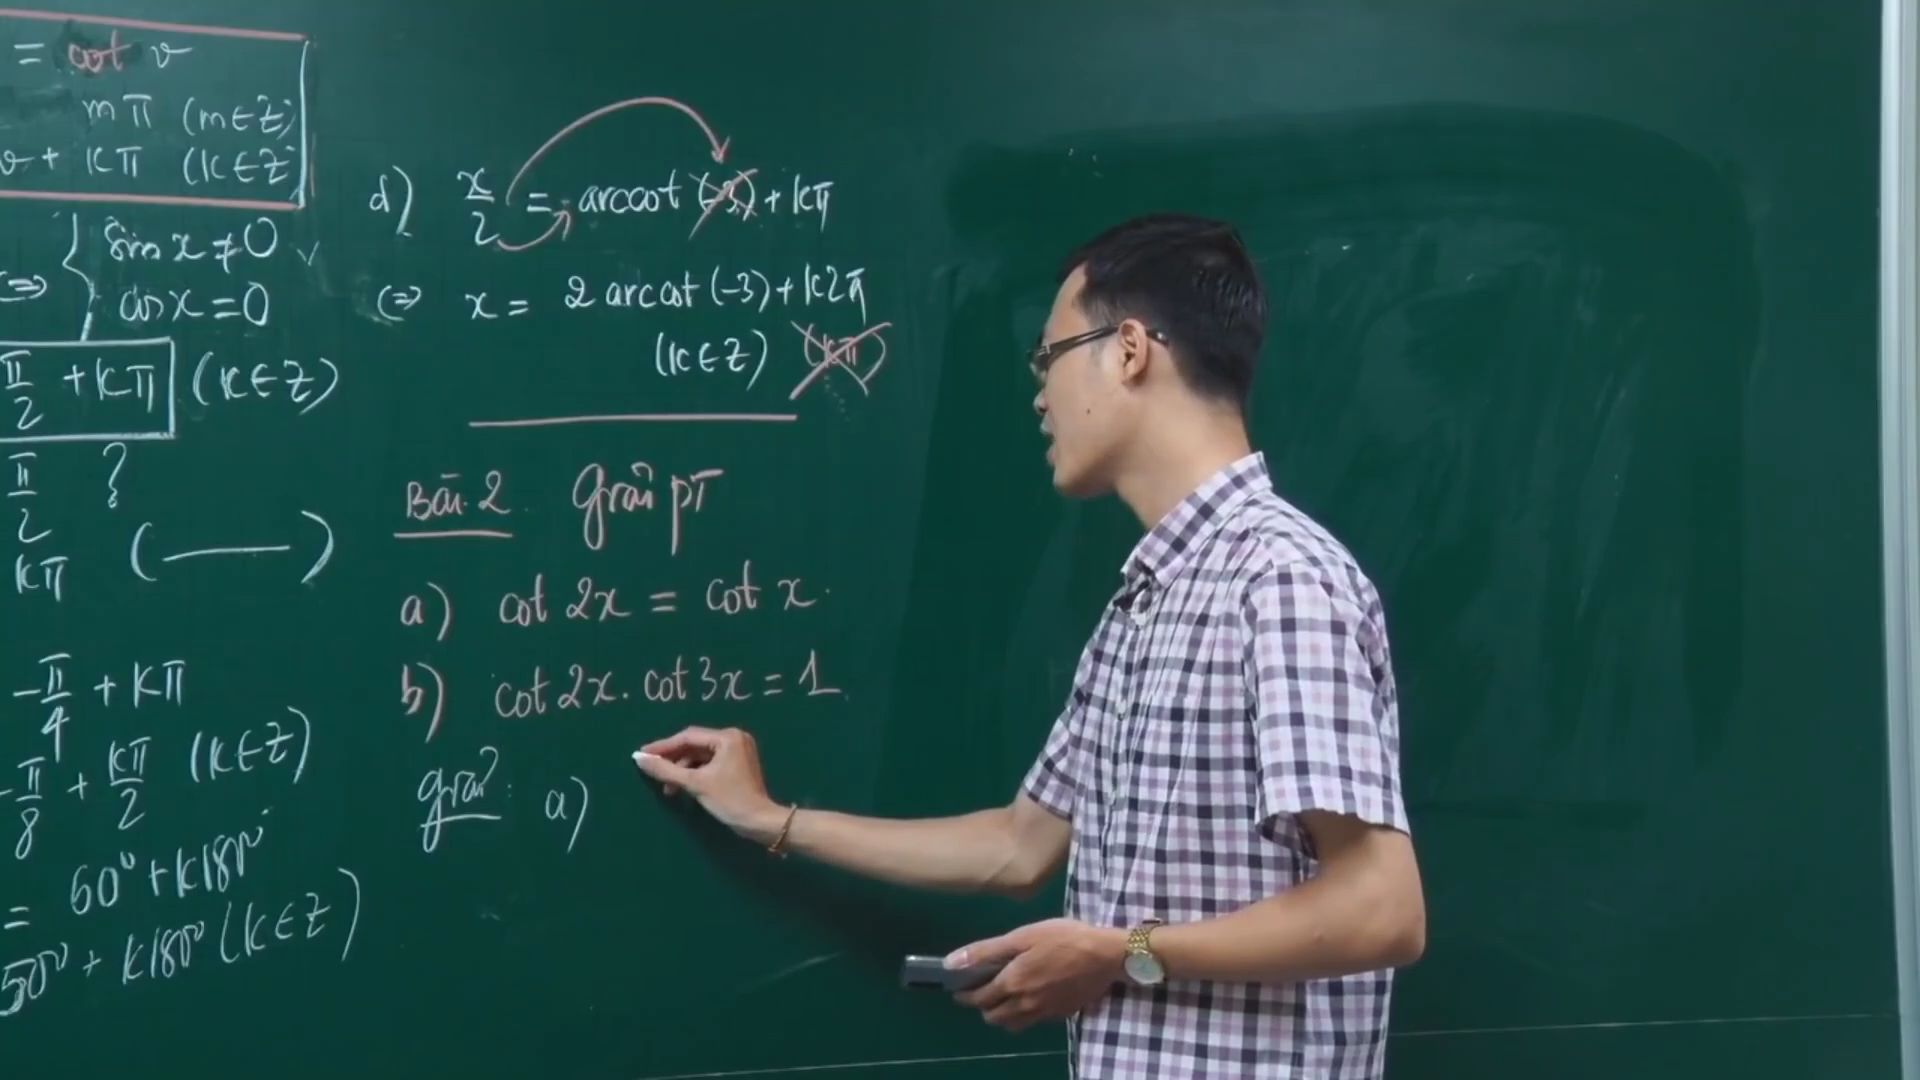 = cot v
mπ (m∈Z)
v + kπ (k∈Z)
⇔ { sin x ≠ 0 ✓
cos x = 0
π/2 + kπ (k∈Z)
π/2 ?
kπ ( — )
-π/4 + kπ
-π/8 + kπ/2 (k∈Z)
= 60° + k180°
50° + k180° (k∈Z)
d) x/2 = arccot (-3) + kπ
⇔ x = 2 arccot (-3) + k2π
(k∈Z) (kπ)
Bài 2 Giải pT
a) cot 2x = cot x.
b) cot 2x . cot 3x = 1
giải: a)